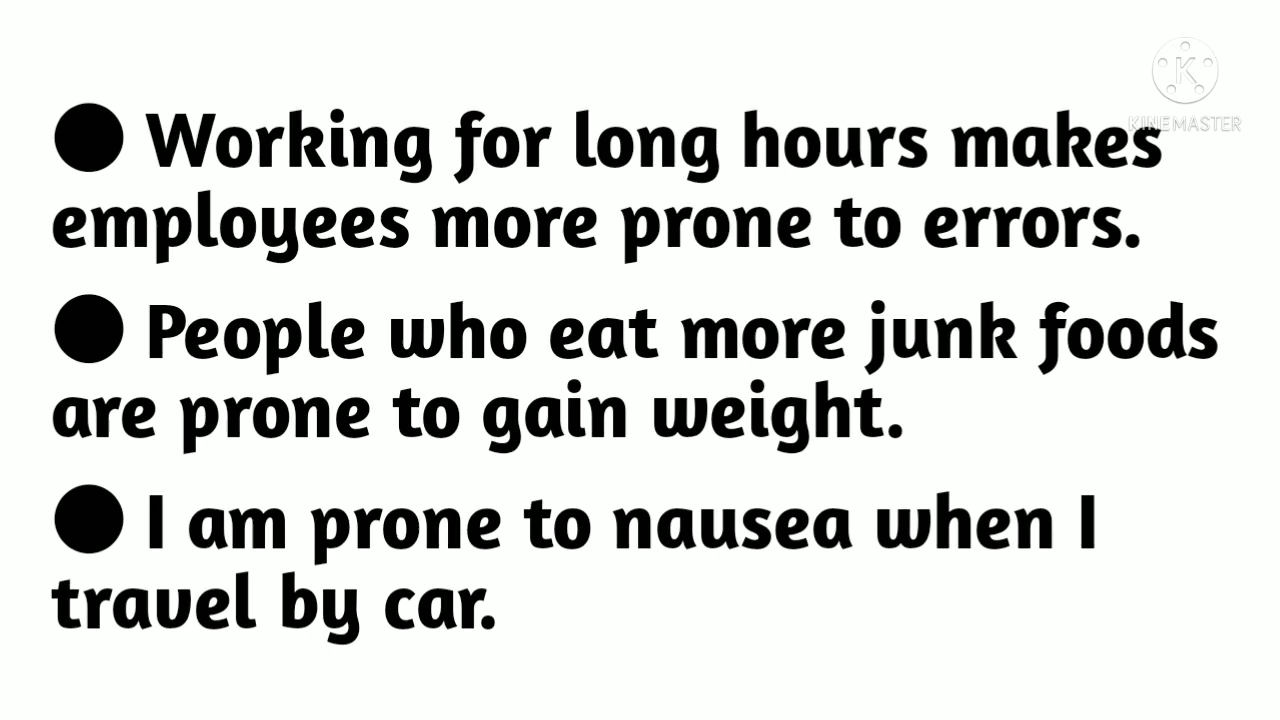 ● Working for long hours makes
employees more prone to errors.
● People who eat more junk foods
are prone to gain weight.
● I am prone to nausea when I
travel by car.
K
KINEMASTER